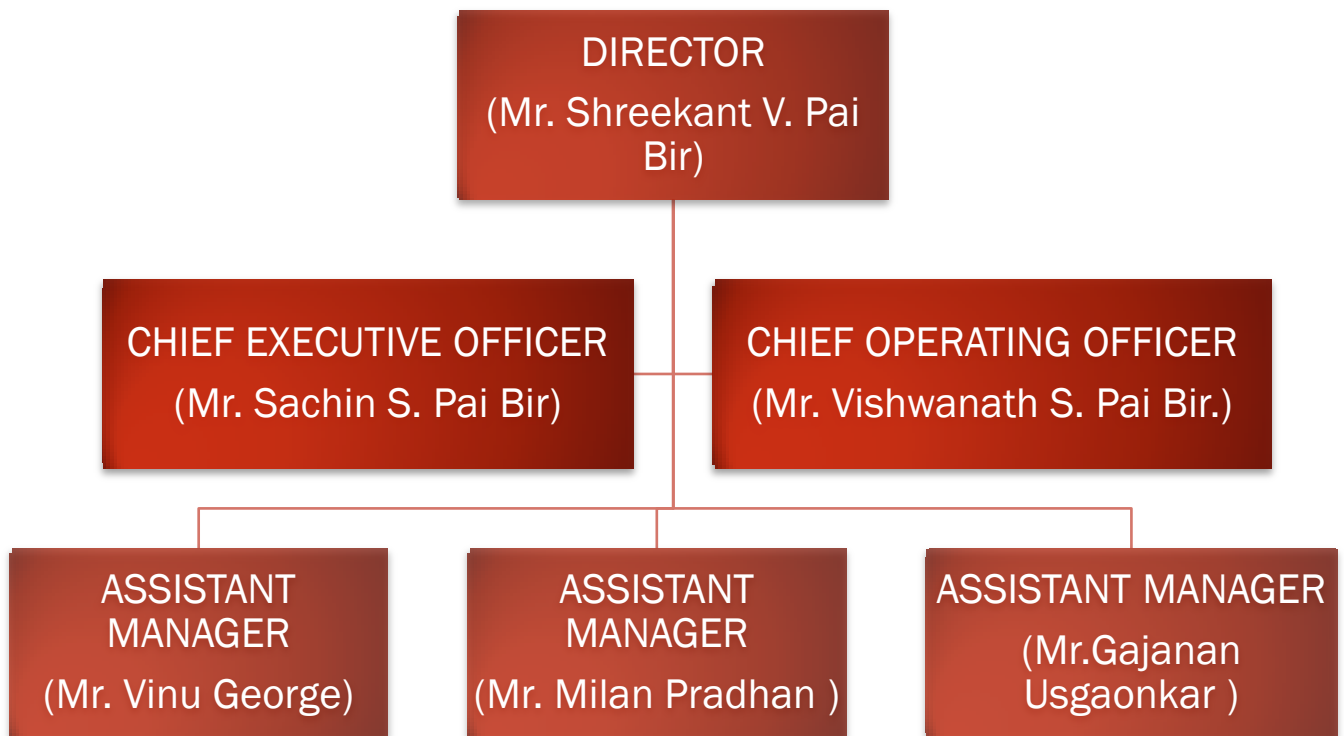 DIRECTOR
(Mr. Shreekant V. Pai
Bir)
CHIEF EXECUTIVE OFFICER
(Mr. Sachin S. Pai Bir)
CHIEF OPERATING OFFICER
(Mr. Vishwanath S. Pai Bir.)
ASSISTANT
MANAGER
(Mr. Vinu George)
ASSISTANT
MANAGER
(Mr. Milan Pradhan )
ASSISTANT MANAGER
(Mr.Gajanan
Usgaonkar )